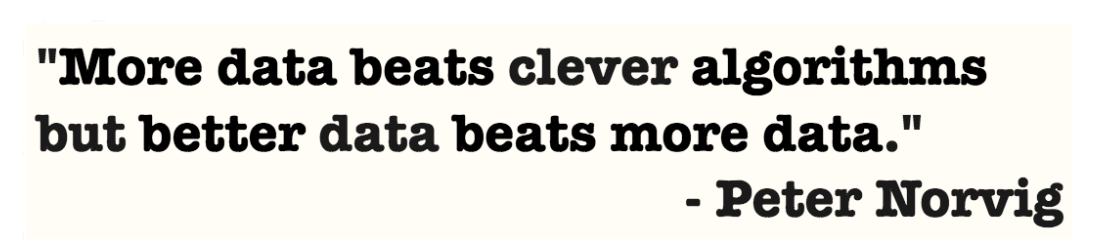 "More data beats clever algorithms
but better data beats more data."
- Peter Norvig